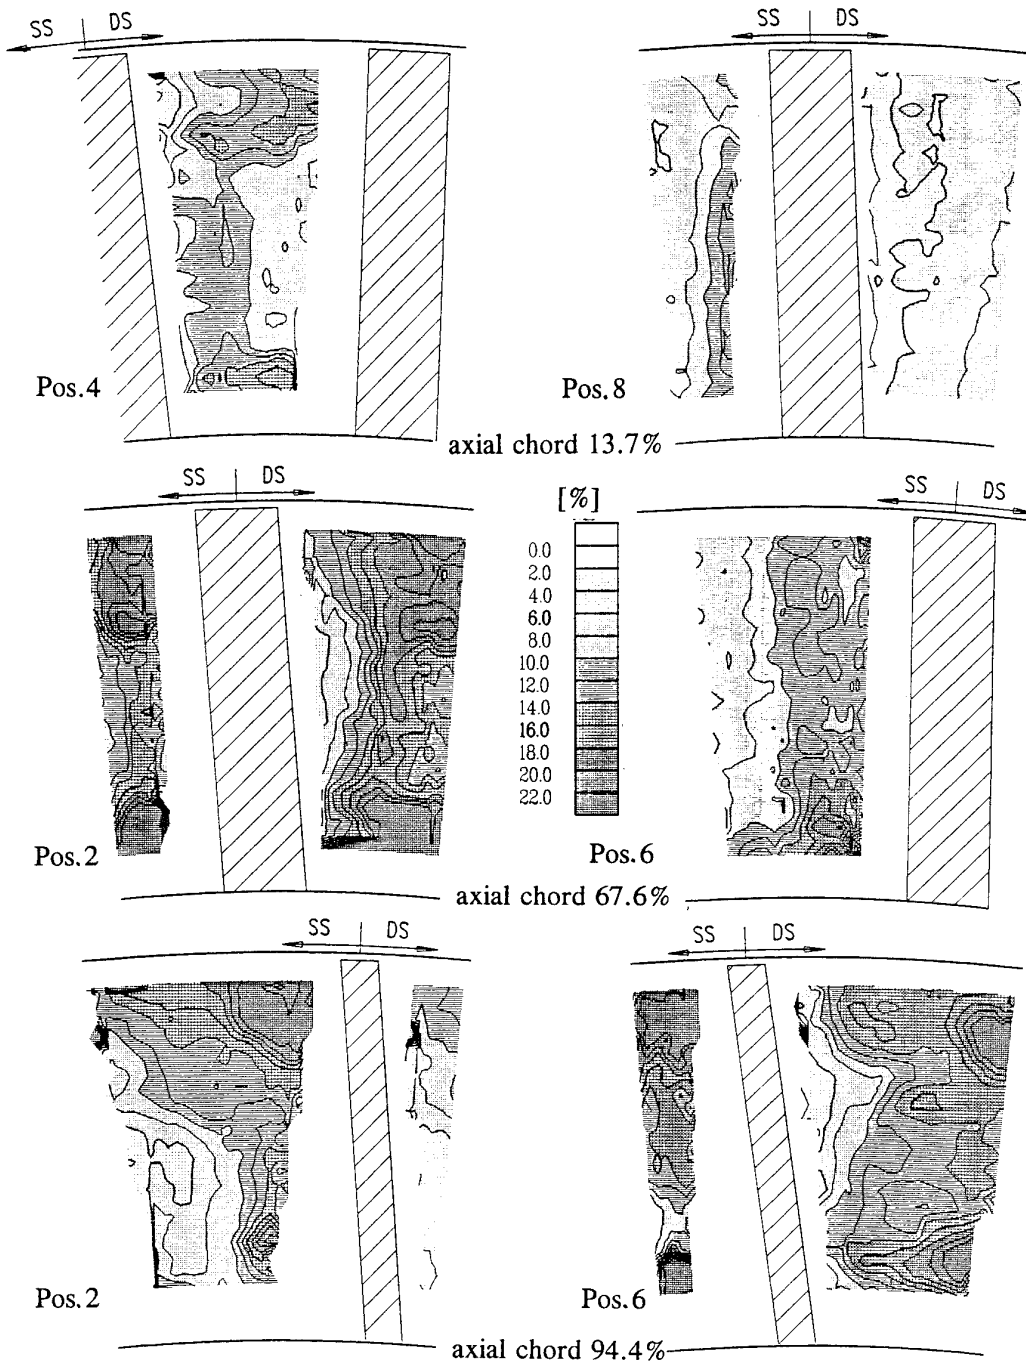 SS DS
SS DS
Pos.4
Pos.8
axial chord 13.7%
SS DS
[%]
SS DS
0.0
2.0
4.0
6.0
8.0
10.0
12.0
14.0
16.0
18.0
20.0
22.0
Pos.2
Pos.6
axial chord 67.6%
SS DS
SS DS
Pos.2
Pos.6
axial chord 94.4%